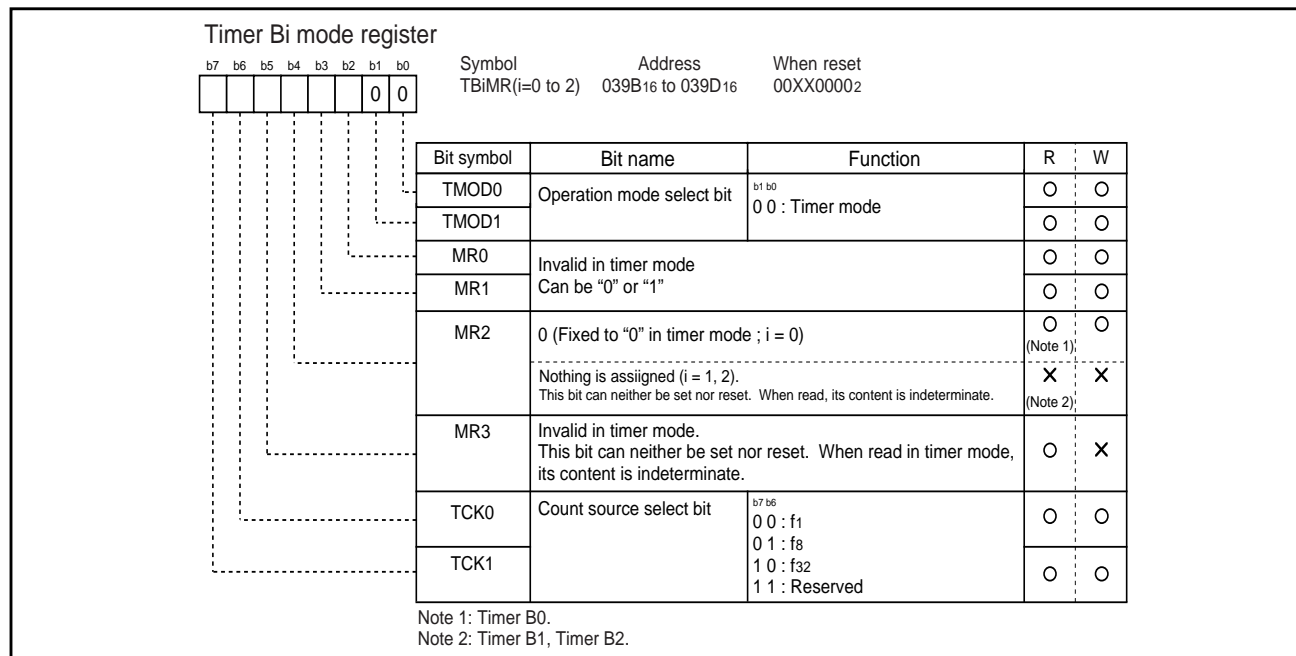 Timer Bi mode register
Symbol Address When reset
TBiMR(i=0 to 2) 039B16 to 039D16 00XX00002
b7 b6 b5 b4 b3 b2 b1 b0
0 0
Bit symbol Bit name Function R W
TMOD0 Operation mode select bit b1 b0
0 0 : Timer mode
TMOD1
MR0 Invalid in timer mode
MR1 Can be “0” or “1”
MR2 0 (Fixed to “0” in timer mode ; i = 0)
(Note 1)
Nothing is assiigned (i = 1, 2).
This bit can neither be set nor reset. When read, its content is indeterminate.
(Note 2)
MR3 Invalid in timer mode.
This bit can neither be set nor reset. When read in timer mode,
its content is indeterminate.
TCK0 Count source select bit b7 b6
0 0 : f1
0 1 : f8
TCK1 1 0 : f32
1 1 : Reserved
Note 1: Timer B0.
Note 2: Timer B1, Timer B2.